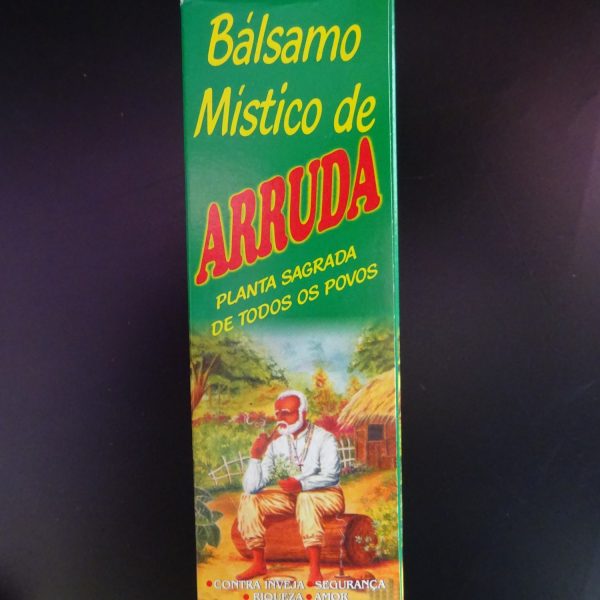 Bálsamo
Místico de
ARRUDA
PLANTA SAGRADA
DE TODOS OS POVOS
•CONTRA INVEJA •SEGURANÇA
•RIQUEZA •AMOR